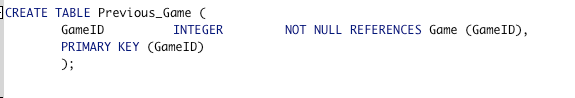 CREATE TABLE Previous_Game (
GameID INTEGER NOT NULL REFERENCES Game (GameID),
PRIMARY KEY (GameID)
);